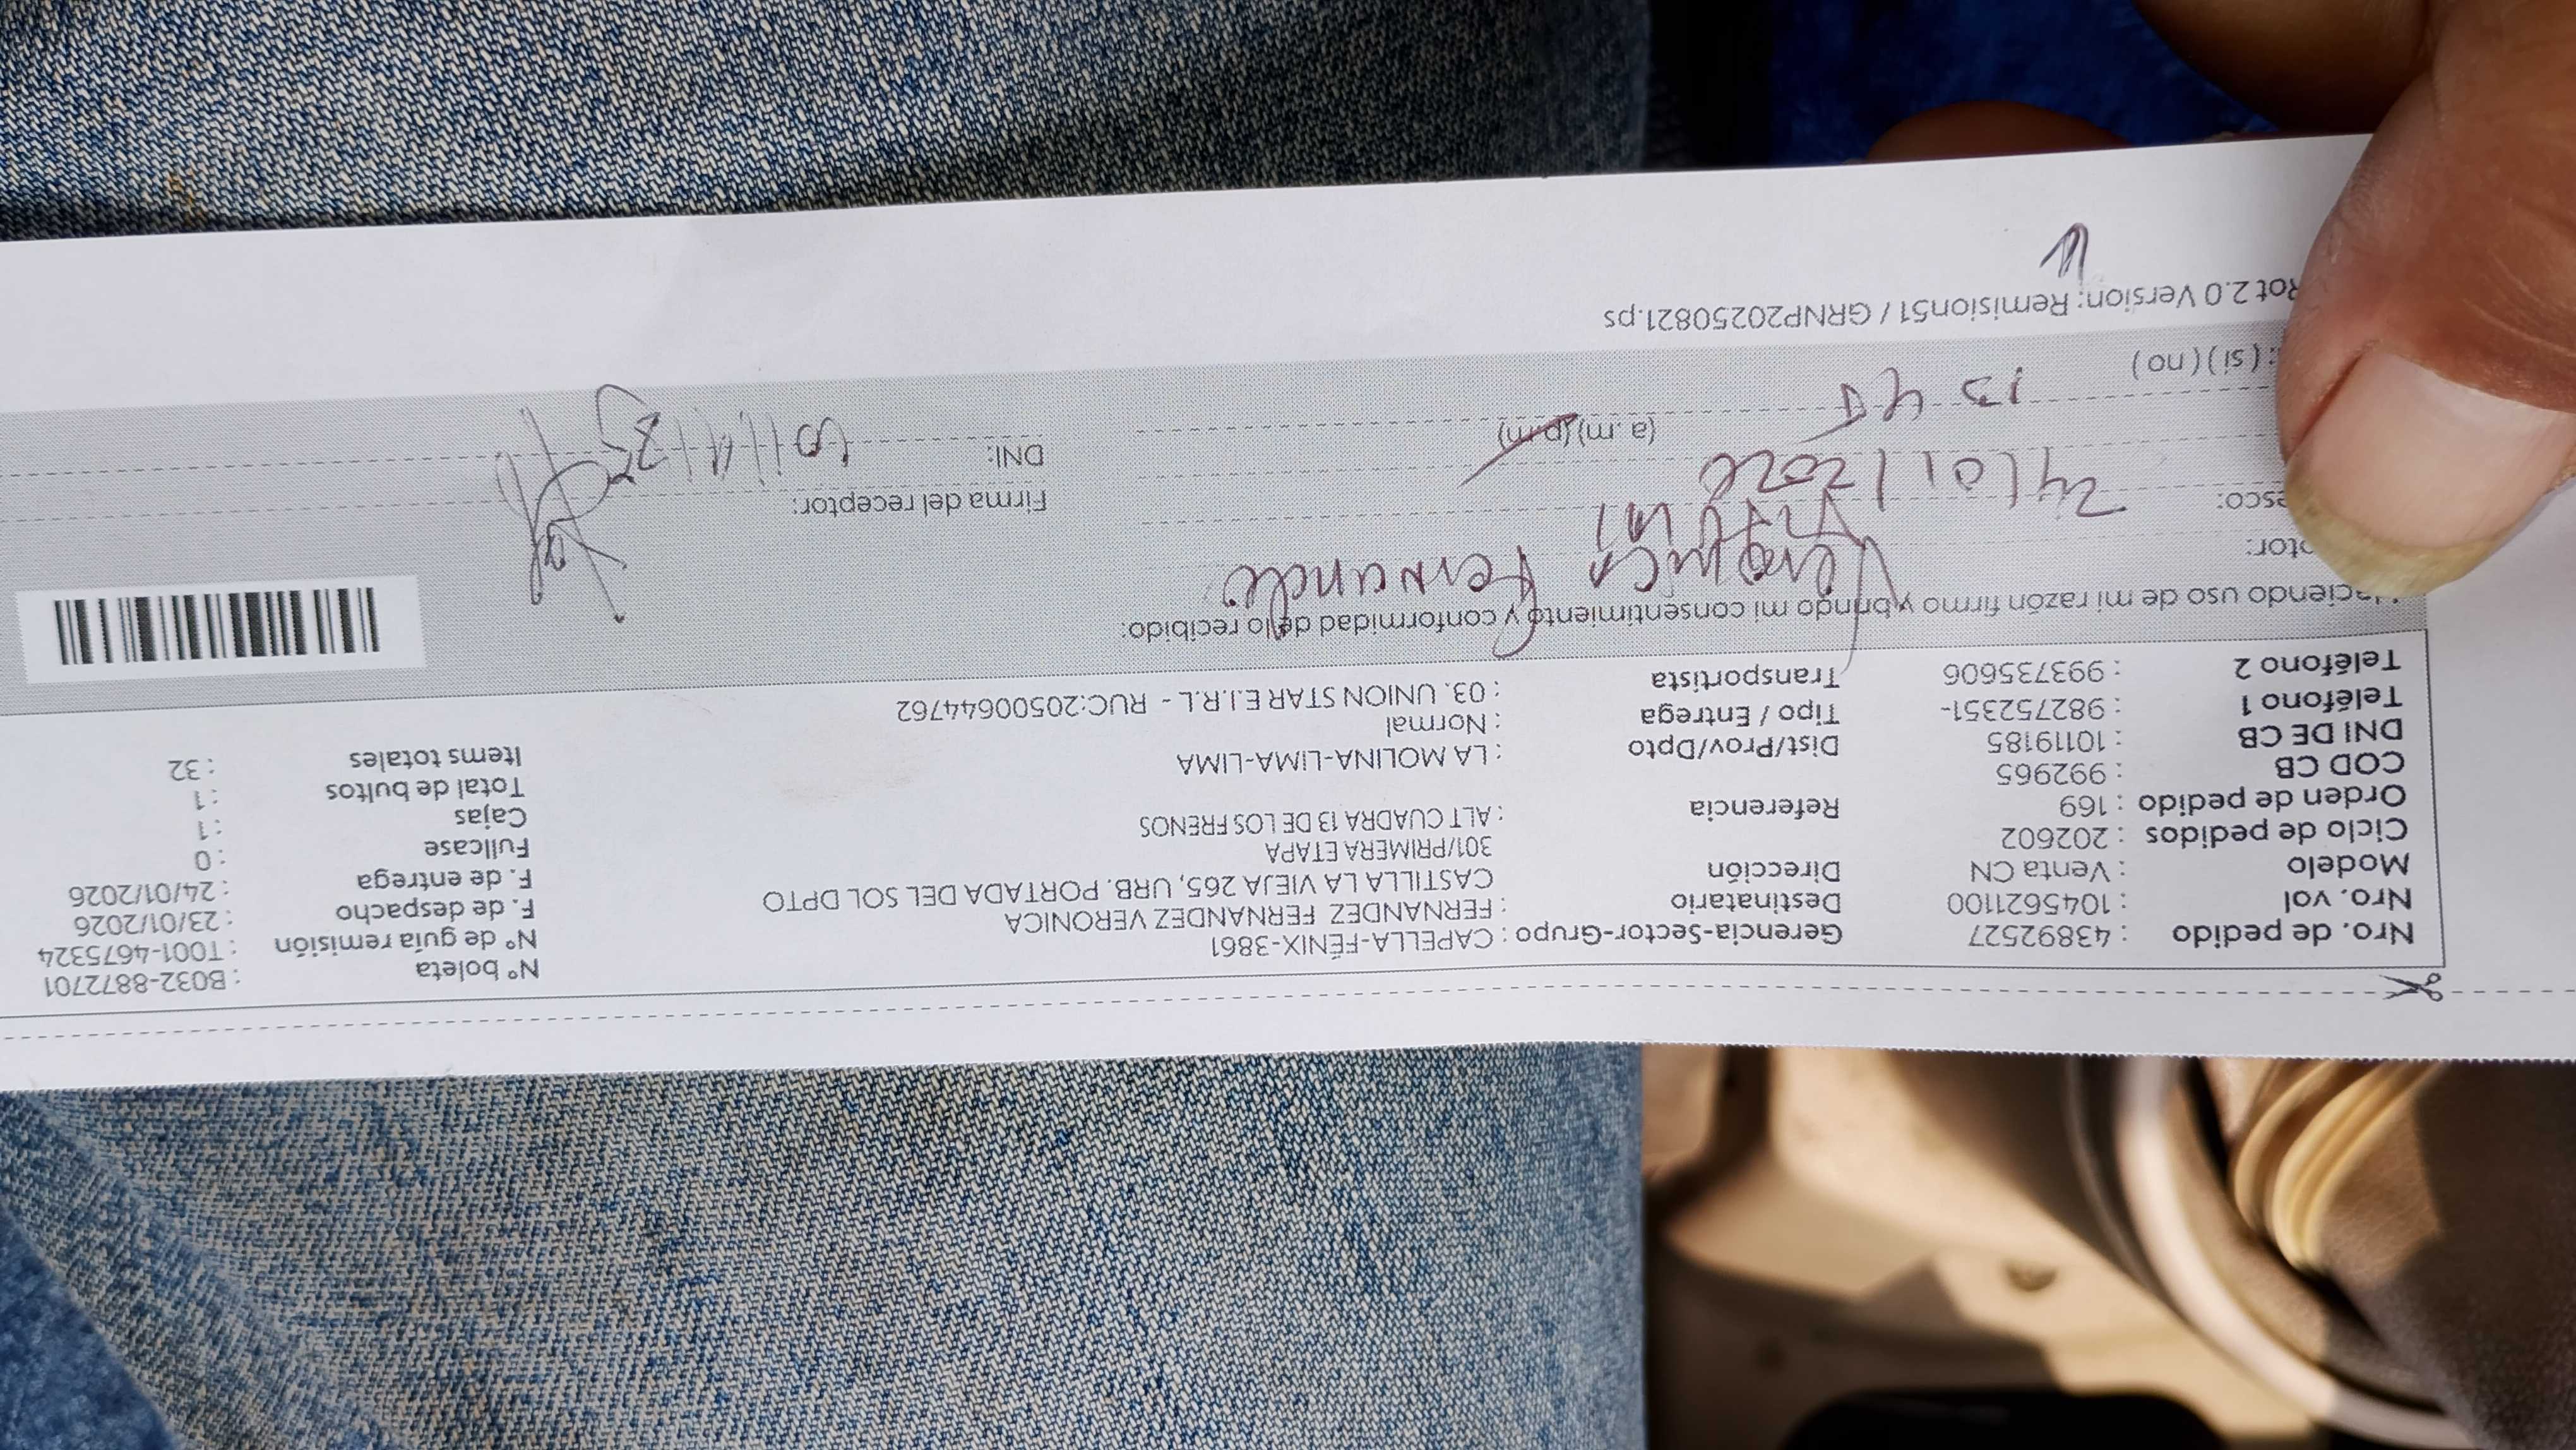 Nro. de pedido : 43892527 Gerencia-Sector-Grupo : CAPELLA-FÉNIX-3861 Nº boleta : B032-8872701
Nro. vol : 1045621100 Destinatario : FERNANDEZ FERNANDEZ VERONICA Nº de guía remisión : T001-4675324
Modelo : Venta CN Dirección CASTILLA LA VIEJA 265, URB. PORTADA DEL SOL DPTO F. de despacho : 23/01/2026
Ciclo de pedidos : 202602 301/PRIMERA ETAPA F. de entrega : 24/01/2026
Orden de pedido : 169 Referencia : ALT CUADRA 13 DE LOS FRENOS Fullcase : 0
COD CB : 992965 Cajas : 1
DNI DE CB : 10119185 Dist/Prov/Dpto : LA MOLINA-LIMA-LIMA Total de bultos : 1
Teléfono 1 : 982752351- Tipo / Entrega : Normal Items totales : 32
Teléfono 2 : 993735606 Transportista : 03. UNION STAR E.I.R.L - RUC:20500644762
Haciendo uso de mi razón firmo y brindo mi consentimiento y conformidad de lo recibido:
ptor: Veronica Fernandez
esco: Firma del receptor:
24/01/2026
(a. m) (p.m) DNI:
: (si) (no)
Rot 2.0 Version: Remision51 / GRNP20250821.ps